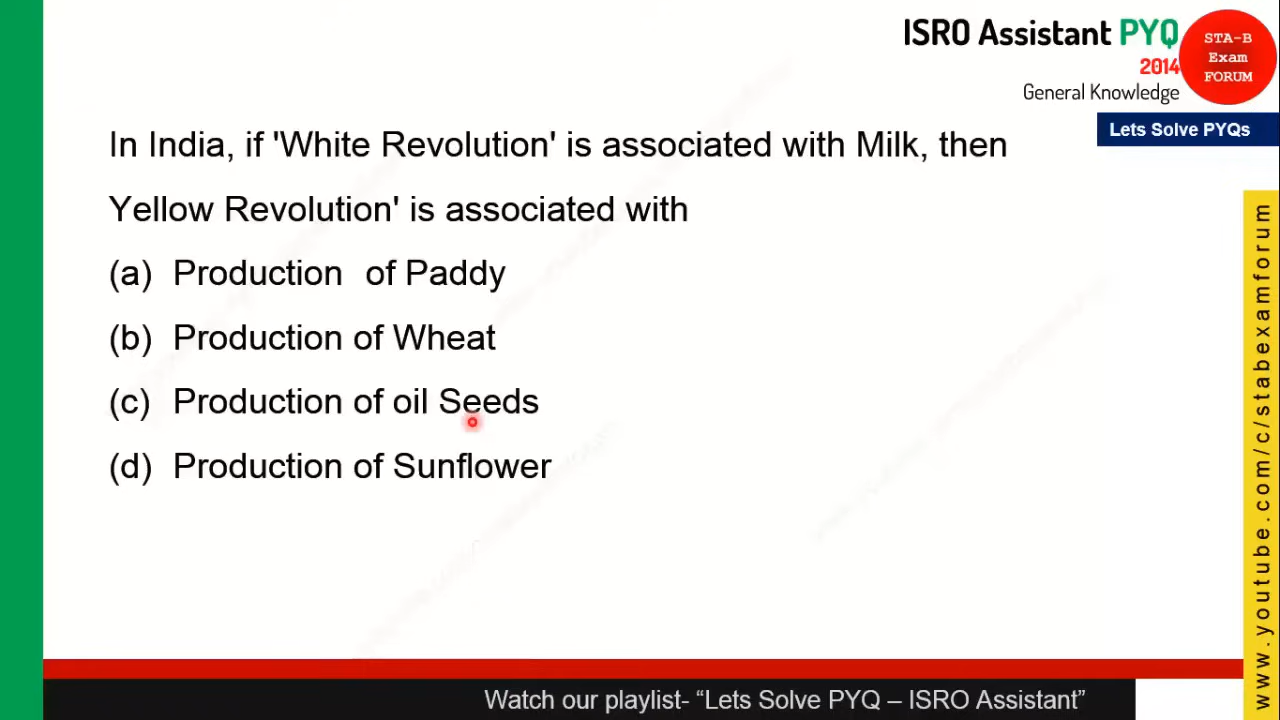 ISRO Assistant PYQ
2014
General Knowledge
STA-B
Exam
FORUM
Lets Solve PYQs
In India, if 'White Revolution' is associated with Milk, then
Yellow Revolution' is associated with
(a) Production of Paddy
(b) Production of Wheat
(c) Production of oil Seeds
(d) Production of Sunflower
www.youtube.com/c/stabexamforum
Watch our playlist- “Lets Solve PYQ – ISRO Assistant”